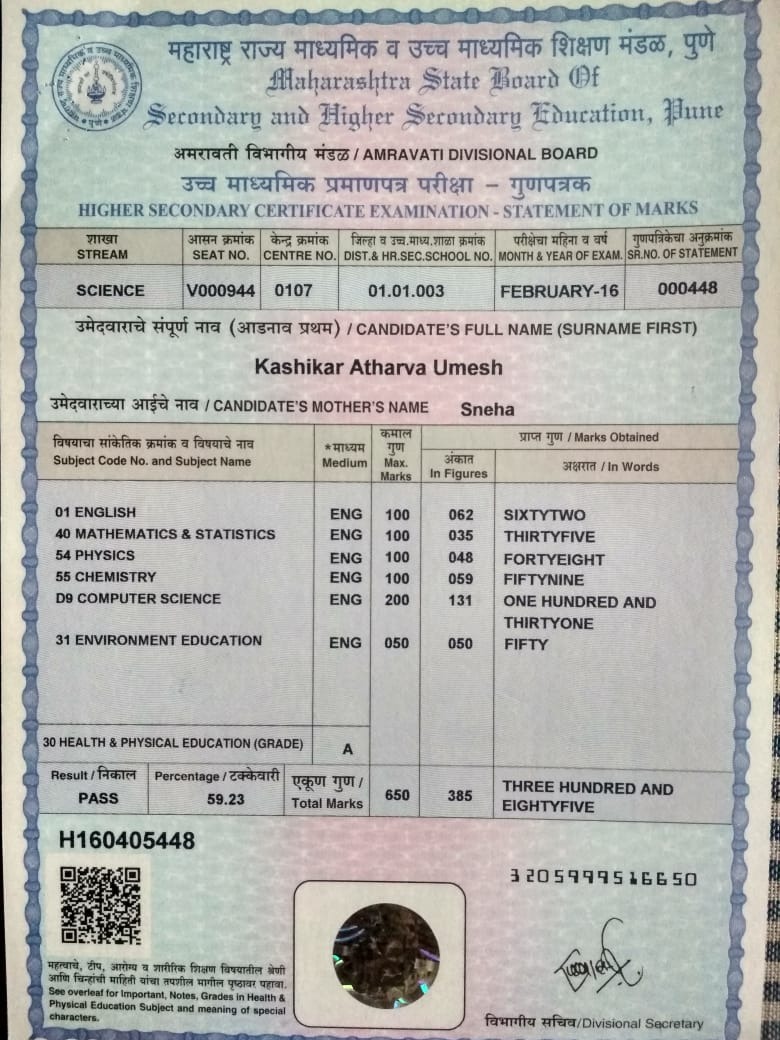 महाराष्ट्र राज्य माध्यमिक व उच्च माध्यमिक शिक्षण मंडळ, पुणे
Maharashtra State Board Of
Secondary and Higher Secondary Education, Pune
अमरावती विभागीय मंडळ / AMRAVATI DIVISIONAL BOARD
उच्च माध्यमिक प्रमाणपत्र परीक्षा – गुणपत्रक
HIGHER SECONDARY CERTIFICATE EXAMINATION - STATEMENT OF MARKS
शाखा आसन क्रमांक केन्द्र क्रमांक जिल्हा व उच्च.माध्य.शाळा क्रमांक परीक्षेचा महिना व वर्ष गुणपत्रिकेचा अनुक्रमांक
STREAM SEAT NO. CENTRE NO. DIST.& HR.SEC.SCHOOL NO. MONTH & YEAR OF EXAM. SR.NO. OF STATEMENT
SCIENCE V000944 0107 01.01.003 FEBRUARY-16 000448
उमेदवाराचे संपूर्ण नाव (आडनाव प्रथम) / CANDIDATE'S FULL NAME (SURNAME FIRST)
Kashikar Atharva Umesh
उमेदवाराच्या आईचे नाव / CANDIDATE'S MOTHER'S NAME Sneha
विषयाचा सांकेतिक क्रमांक व विषयाचे नाव
Subject Code No. and Subject Name
*माध्यम
Medium
कमाल
गुण
Max.
Marks
प्राप्त गुण / Marks Obtained
अंकात
In Figures
अक्षरात / In Words
01 ENGLISH ENG 100 062 SIXTYTWO
40 MATHEMATICS & STATISTICS ENG 100 035 THIRTYFIVE
54 PHYSICS ENG 100 048 FORTYEIGHT
55 CHEMISTRY ENG 100 059 FIFTYNINE
D9 COMPUTER SCIENCE ENG 200 131 ONE HUNDRED AND
THIRTYONE
31 ENVIRONMENT EDUCATION ENG 050 050 FIFTY
30 HEALTH & PHYSICAL EDUCATION (GRADE) A
Result / निकाल
PASS
Percentage / टक्केवारी
59.23
एकूण गुण /
Total Marks
650 385
THREE HUNDRED AND
EIGHTYFIVE
H160405448
3205999516650
महत्वाचे, टीप, आरोग्य व शारीरिक शिक्षण विषयातील श्रेणी
आणि चिन्हांची माहिती यांचा तपशील मागील पृष्ठावर पहावा.
See overleaf for Important, Notes, Grades in Health &
Physical Education Subject and meaning of special
characters.
विभागीय सचिव/Divisional Secretary